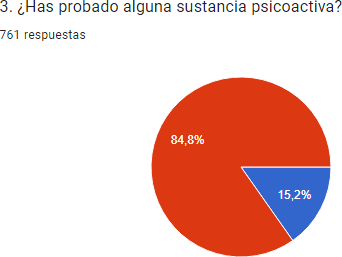 3. ¿Has probado alguna sustancia psicoactiva?
761 respuestas
84,8%
15,2%